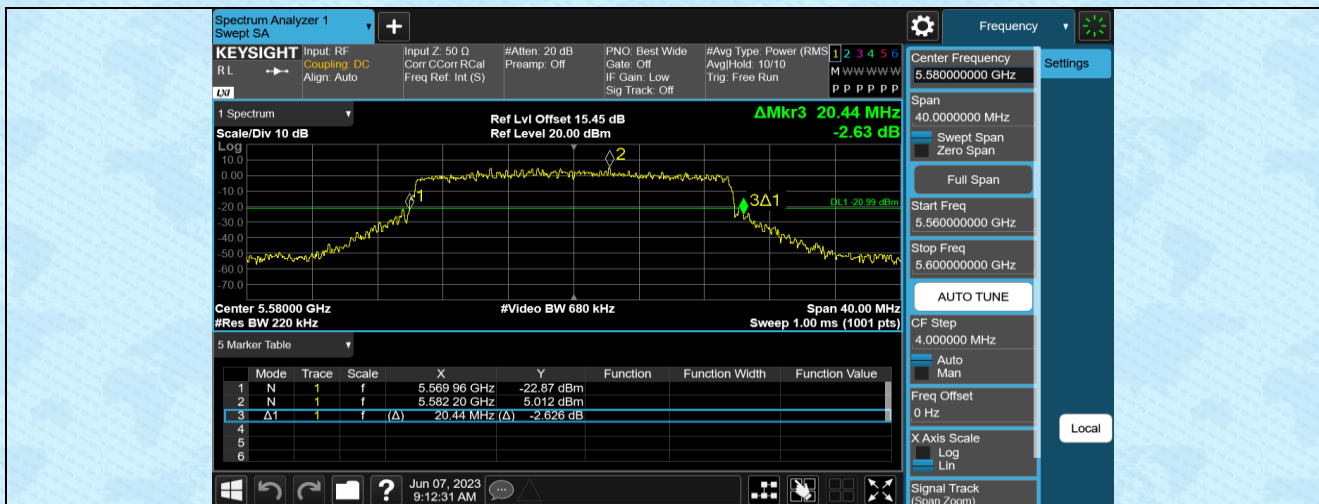 Spectrum Analyzer 1
Swept SA
+
Frequency
KEYSIGHT
Input: RF
Coupling: DC
Align: Auto
Input Z: 50 Ω
Corr CCorr RCal
Freq Ref: Int (S)
#Atten: 20 dB
Preamp: Off
PNO: Best Wide
Gate: Off
IF Gain: Low
Sig Track: Off
#Avg Type: Power (RMS
Avg|Hold: 10/10
Trig: Free Run
1 2 3 4 5 6
M W W W W W
P P P P P P
R L
LXI
1 Spectrum
Scale/Div 10 dB
Ref Lvl Offset 15.45 dB
Ref Level 20.00 dBm
ΔMkr3 20.44 MHz
-2.63 dB
Log
10.0
0.00
-10.0
-20.0
-30.0
-40.0
-50.0
-60.0
-70.0
1
2
3Δ1
DL1 -20.99 dBm
Center 5.58000 GHz
#Res BW 220 kHz
#Video BW 680 kHz
Span 40.00 MHz
Sweep 1.00 ms (1001 pts)
5 Marker Table
Mode Trace Scale X Y Function Function Width Function Value
1 N 1 f 5.569 96 GHz -22.87 dBm
2 N 1 f 5.582 20 GHz 5.012 dBm
3 Δ1 1 f (Δ) 20.44 MHz (Δ) -2.626 dB
4
5
6
?
Jun 07, 2023
9:12:31 AM
Center Frequency
5.580000000 GHz
Settings
Span
40.0000000 MHz
Swept Span
Zero Span
Full Span
Start Freq
5.560000000 GHz
Stop Freq
5.600000000 GHz
AUTO TUNE
CF Step
4.000000 MHz
Auto
Man
Freq Offset
0 Hz
X Axis Scale
Log
Lin
Local
Signal Track
(Span Zoom)